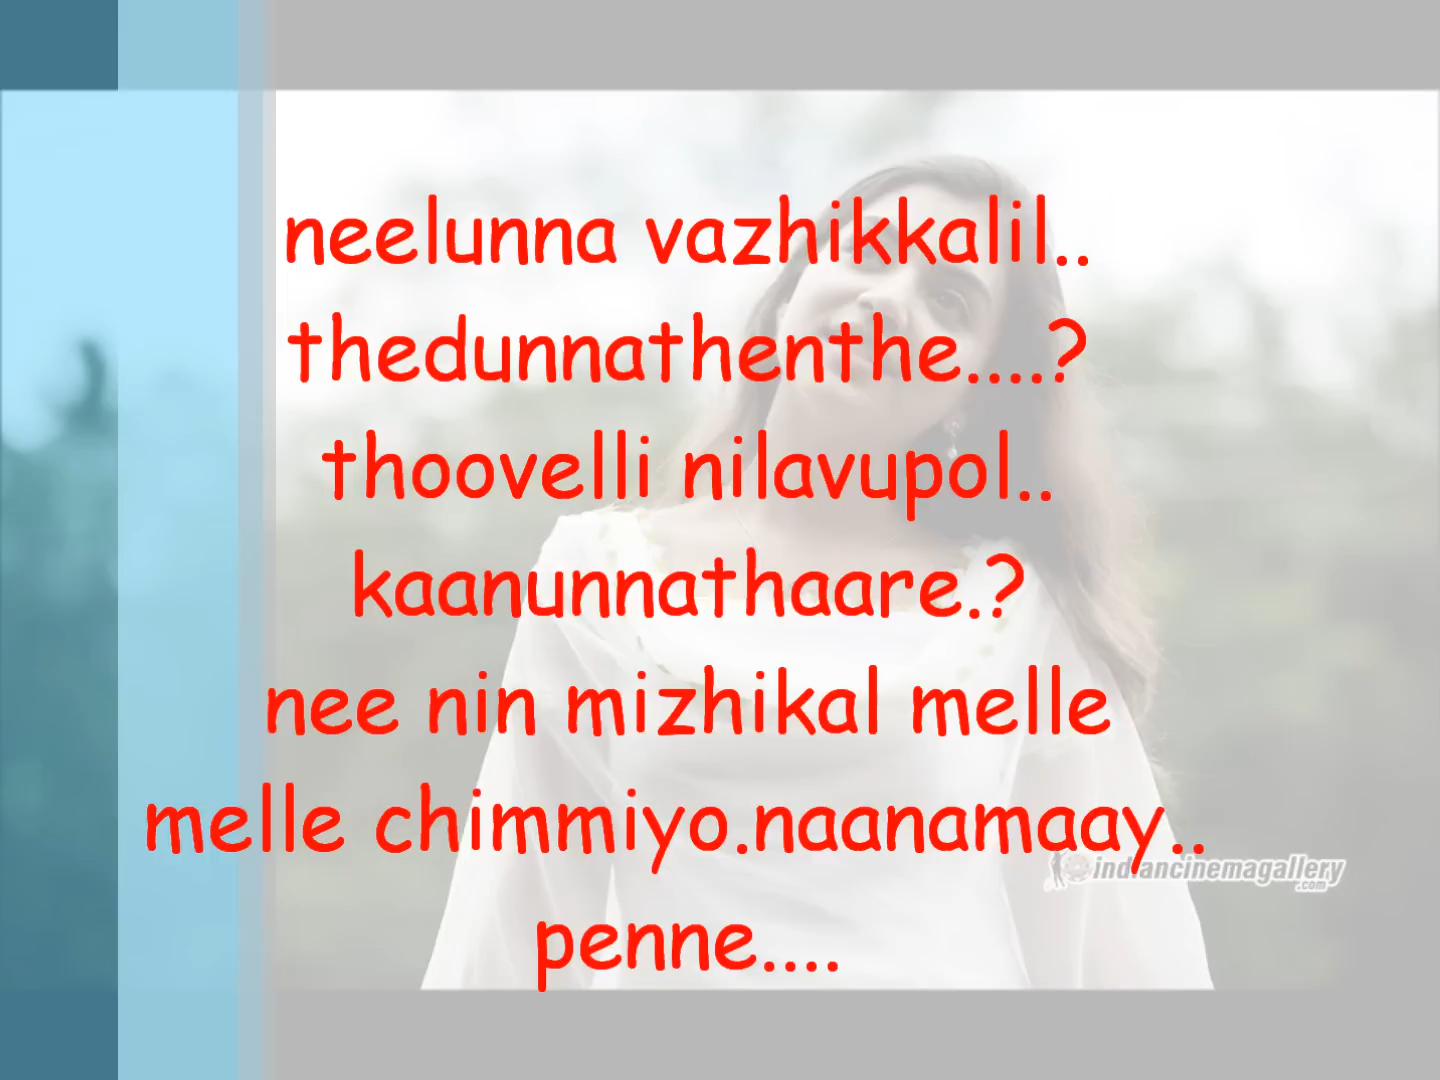 neelunna vazhikkalil..
thedunnathenthe....?
thoovelli nilavupol..
kaanunnathaare.?
nee nin mizhikal melle
melle chimmiyo.naanamaay..
indiancinemagallery
.com
penne....